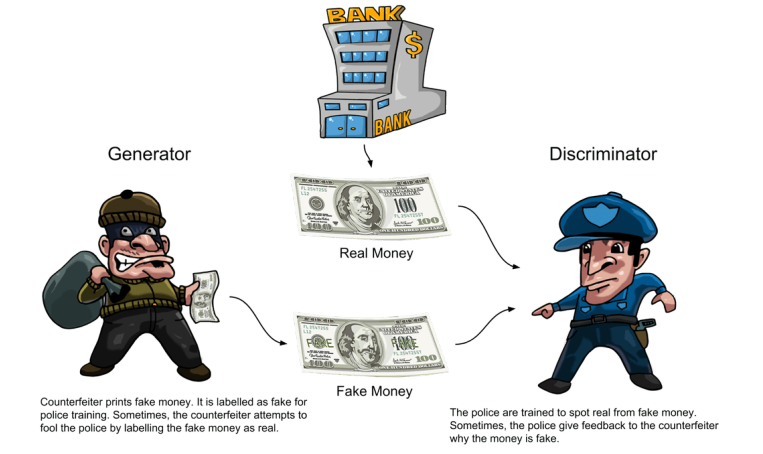 BANK
$
BANK
Generator
Discriminator
100
100
Real Money
FAKE
FAKE
100
Fake Money
Counterfeiter prints fake money. It is labelled as fake for
police training. Sometimes, the counterfeiter attempts to
fool the police by labelling the fake money as real.
The police are trained to spot real from fake money.
Sometimes, the police give feedback to the counterfeiter
why the money is fake.